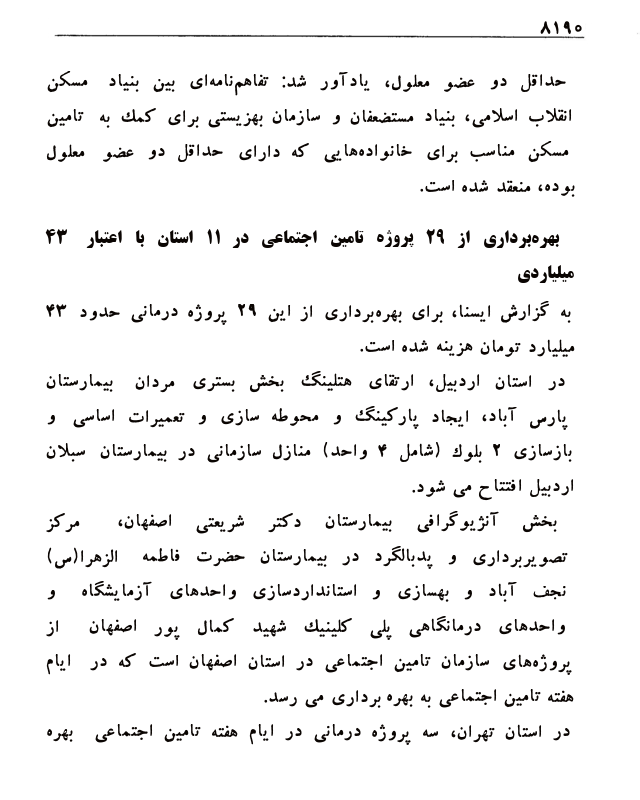 ۸۱۹۰
حداقل دو عضو معلول، یادآور شد: تفاهم‌نامه‌ای بین بنیاد مسکن
انقلاب اسلامی، بنیاد مستضعفان و سازمان بهزیستی برای کمك به تامین
مسکن مناسب برای خانواده‌هایی که دارای حداقل دو عضو معلول
بوده، منعقد شده است.
بهره‌برداری از ۲۹ پروژه تامین اجتماعی در ۱۱ استان با اعتبار ۴۳
میلیاردی
به گزارش ایسنا، برای بهره‌برداری از این ۲۹ پروژه درمانی حدود ۴۳
میلیارد تومان هزینه شده است.
در استان اردبیل، ارتقای هتلینگ بخش بستری مردان بیمارستان
پارس آباد، ایجاد پارکینگ و محوطه سازی و تعمیرات اساسی و
بازسازی ۲ بلوك (شامل ۴ واحد) منازل سازمانی در بیمارستان سبلان
اردبیل افتتاح می شود.
بخش آنژیوگرافی بیمارستان دکتر شریعتی اصفهان، مرکز
تصویربرداری و پدبالگرد در بیمارستان حضرت فاطمه الزهرا(س)
نجف آباد و بهسازی و استانداردسازی واحدهای آزمایشگاه و
واحدهای درمانگاهی پلی کلینیك شهید کمال پور اصفهان از
پروژه‌های سازمان تامین اجتماعی در استان اصفهان است که در ایام
هفته تامین اجتماعی به بهره برداری می رسد.
در استان تهران، سه پروژه درمانی در ایام هفته تامین اجتماعی بهره